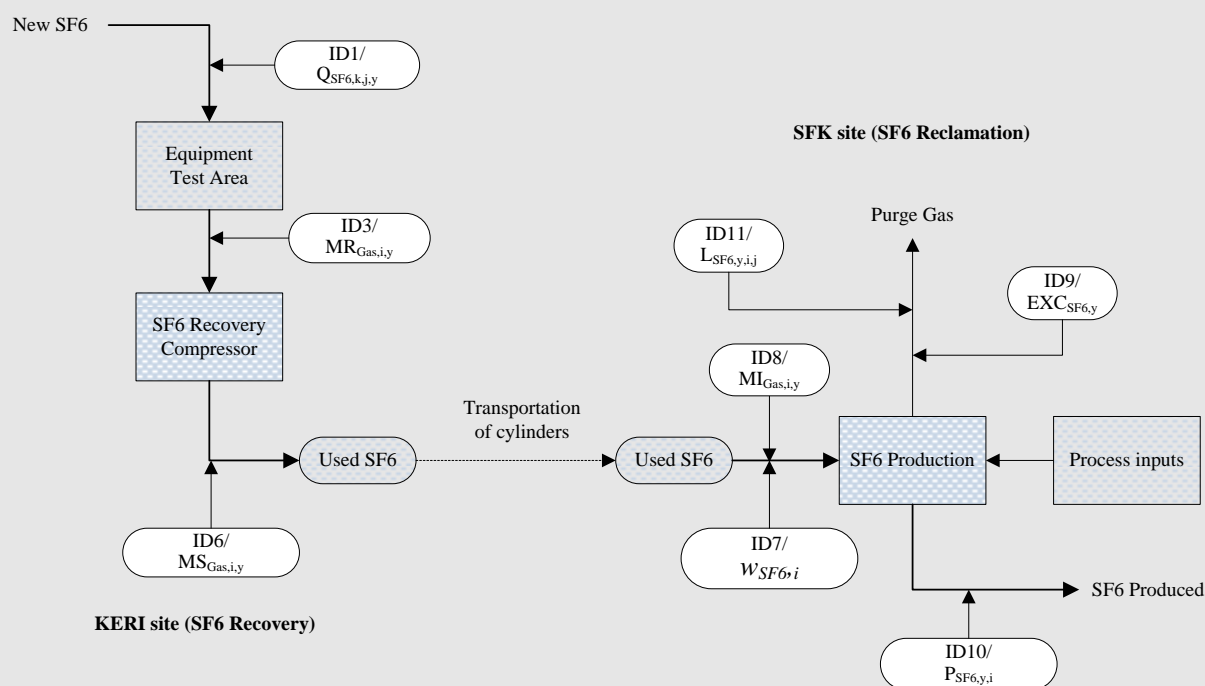 New SF6
ID1/
QSF6,k,j,y
Equipment
Test Area
ID3/
MRGas,i,y
SF6 Recovery
Compressor
Used SF6
ID6/
MSGas,i,y
KERI site (SF6 Recovery)
Transportation
of cylinders
SFK site (SF6 Reclamation)
Purge Gas
ID11/
LSF6,y,i,j
ID9/
EXCSF6,y
ID8/
MIGas,i,y
Used SF6
SF6 Production
Process inputs
ID7/
wSF6,i
SF6 Produced
ID10/
PSF6,y,i